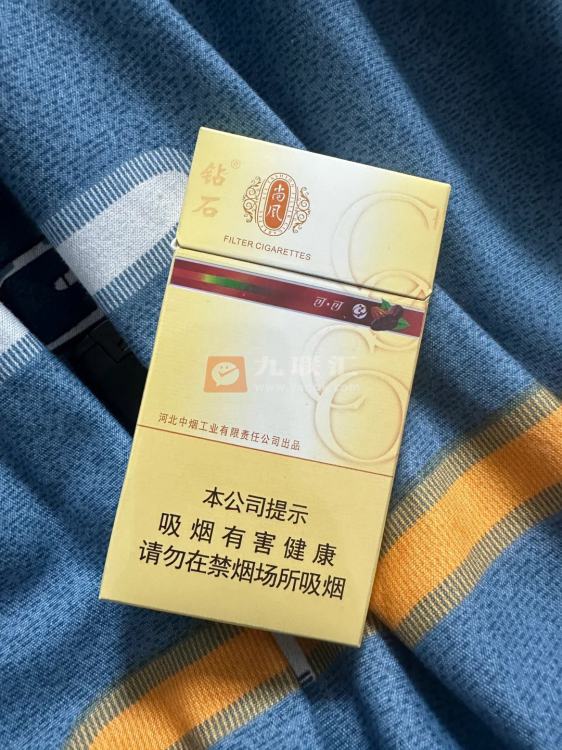 钻石®
尚风
FILTER CIGARETTES
可·可
九联汇
河北中烟工业有限责任公司出品
本公司提示
吸烟有害健康
请勿在禁烟场所吸烟